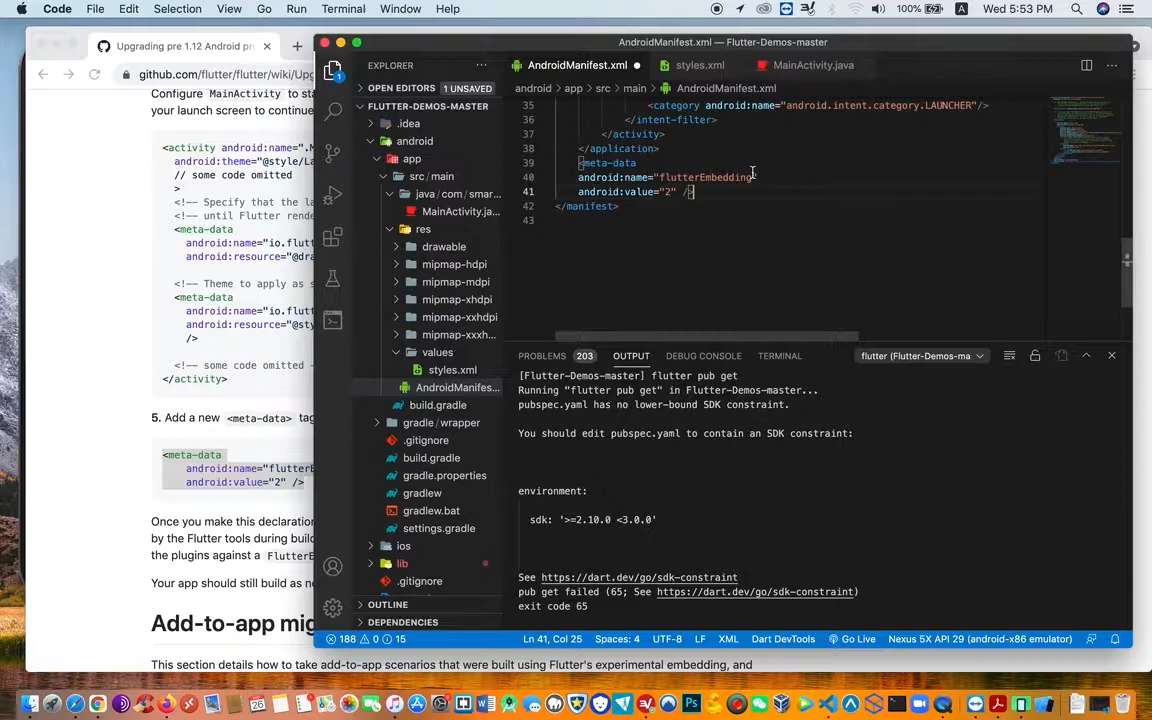 Code File Edit Selection View Go Run Terminal Window Help
100% A Wed 5:53 PM
Upgrading pre 1.12 Android pr
github.com/flutter/flutter/wiki/Upg
Configure MainActivity to sta
your launch screen to continue
<activity android:name=".M
android:theme="@style/La
// some code omitted
>
<!-- Specify that the la
<!-- until Flutter rende
<meta-data
android:name="io.flutt
android:resource="@dra
<!-- Theme to apply as s
<meta-data
android:name="io.flutt
android:resource="@sty
/>
<!-- some code omitted -
</activity>
5. Add a new <meta-data> tag
<meta-data
android:name="flutterE
android:value="2" />
Once you make this declaration
by the Flutter tools during build
the plugins against a FlutterE
Your app should still build as no
Add-to-app mig
This section details how to take add-to-app scenarios that were built using Flutter's experimental embedding, and
AndroidManifest.xml — Flutter-Demos-master
EXPLORER
OPEN EDITORS 1 UNSAVED
FLUTTER-DEMOS-MASTER
.idea
android
app
src/main
java/com/smar...
MainActivity.ja...
res
drawable
mipmap-hdpi
mipmap-mdpi
mipmap-xhdpi
mipmap-xxhdpi
mipmap-xxxh...
values
styles.xml
AndroidManifes...
build.gradle
gradle/wrapper
.gitignore
build.gradle
gradle.properties
gradlew
gradlew.bat
settings.gradle
ios
lib
.gitignore
OUTLINE
DEPENDENCIES
1
AndroidManifest.xml styles.xml MainActivity.java
android > app > src > main > AndroidManifest.xml
35 <category android:name="android.intent.category.LAUNCHER"/>
36 </intent-filter>
37 </activity>
38 </application>
39 <meta-data
40 android:name="flutterEmbedding"
41 android:value="2" />
42 </manifest>
43
PROBLEMS 203 OUTPUT DEBUG CONSOLE TERMINAL flutter (Flutter-Demos-ma
[Flutter-Demos-master] flutter pub get
Running "flutter pub get" in Flutter-Demos-master...
pubspec.yaml has no lower-bound SDK constraint.
You should edit pubspec.yaml to contain an SDK constraint:
environment:
sdk: '>=2.10.0 <3.0.0'
See https://dart.dev/go/sdk-constraint
pub get failed (65; See https://dart.dev/go/sdk-constraint)
exit code 65
188 0 15 Ln 41, Col 25 Spaces: 4 UTF-8 LF XML Dart DevTools Go Live Nexus 5X API 29 (android-x86 emulator)